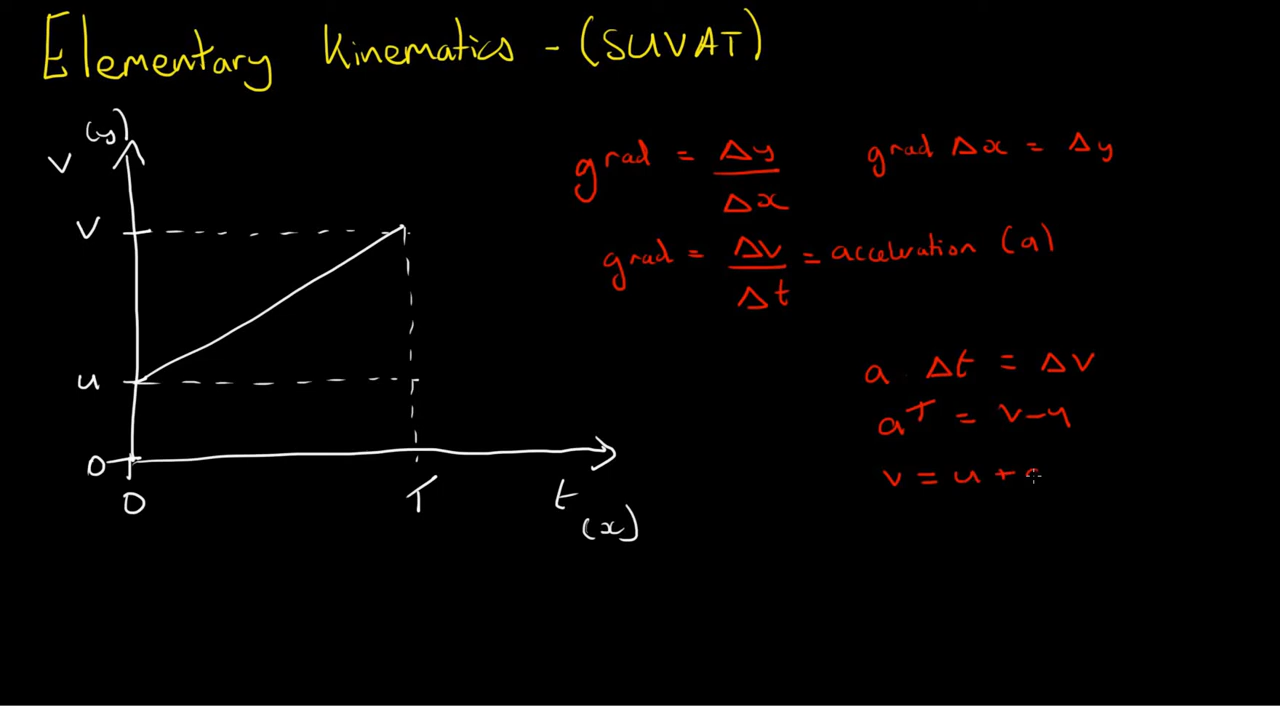 Elementary Kinematics - (SUVAT)
(y)
v
grad = Δy / Δx
grad Δx = Δy
v
grad = Δv / Δt = acceleration (a)
a Δt = Δv
u
aT = v - u
0
v = u +
0
T
t
(x)